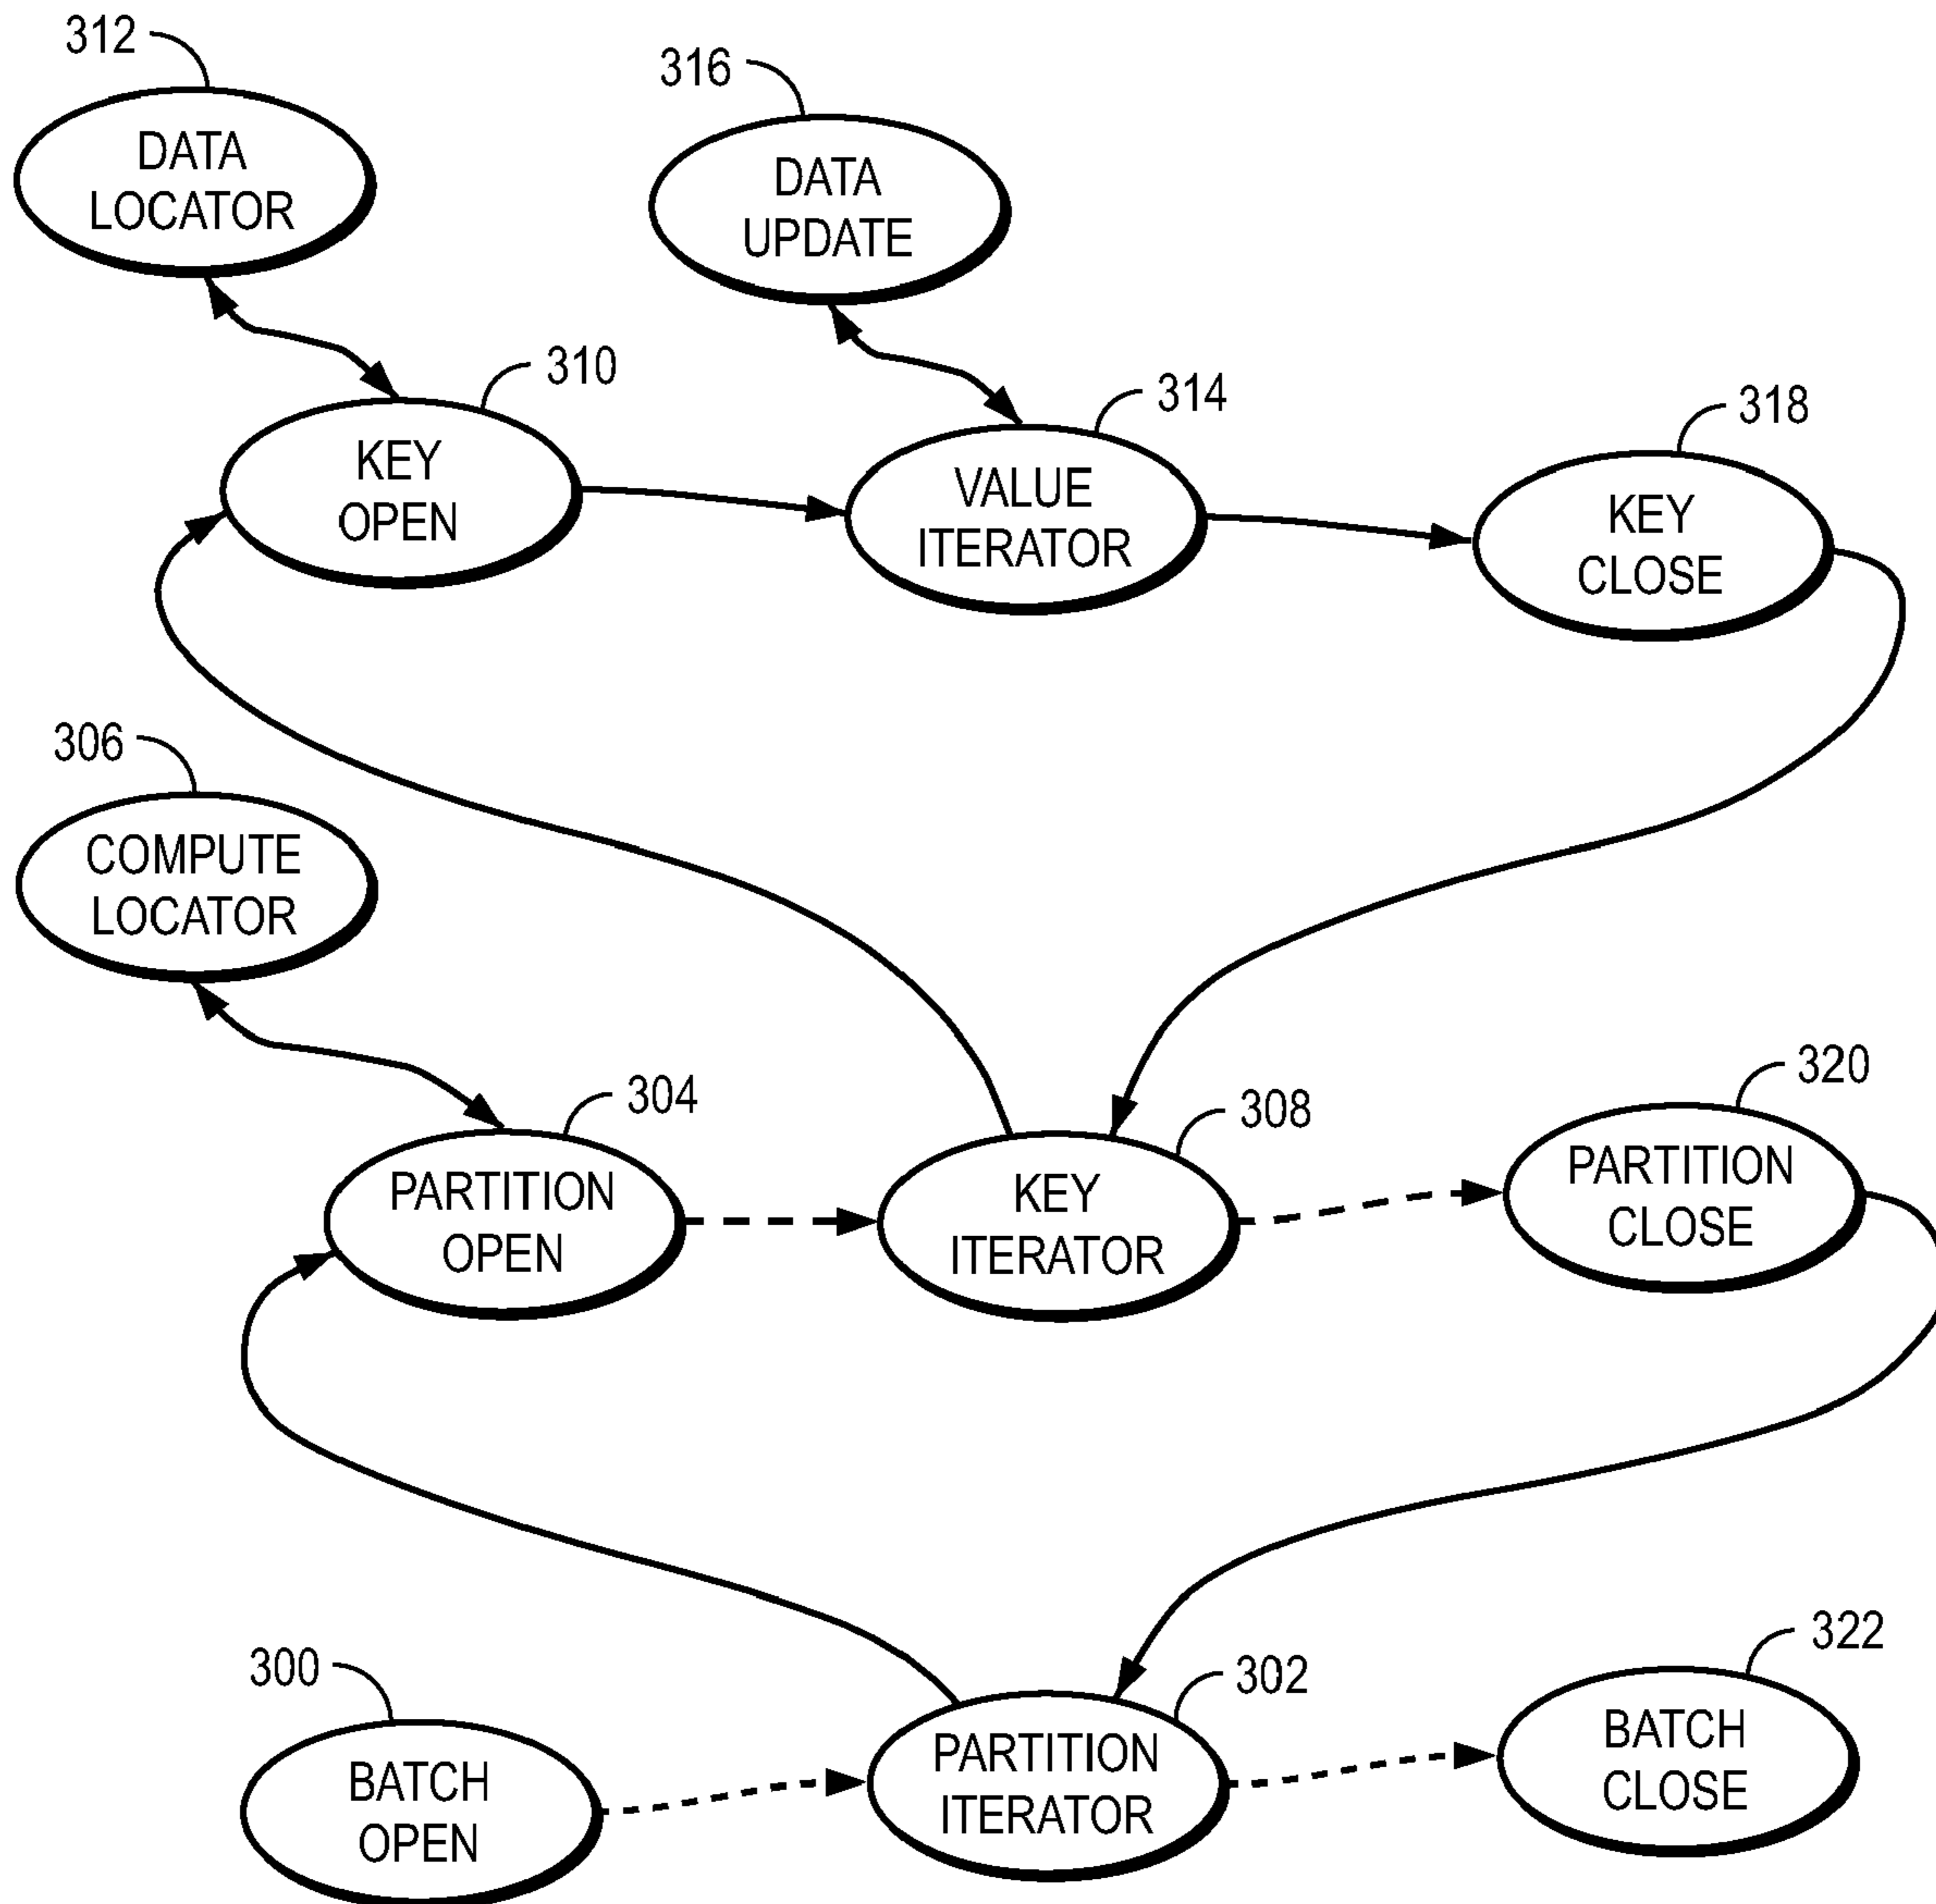 312
DATA
LOCATOR
316
DATA
UPDATE
310
KEY
OPEN
314
VALUE
ITERATOR
318
KEY
CLOSE
306
COMPUTE
LOCATOR
304
PARTITION
OPEN
308
KEY
ITERATOR
320
PARTITION
CLOSE
300
BATCH
OPEN
302
PARTITION
ITERATOR
322
BATCH
CLOSE